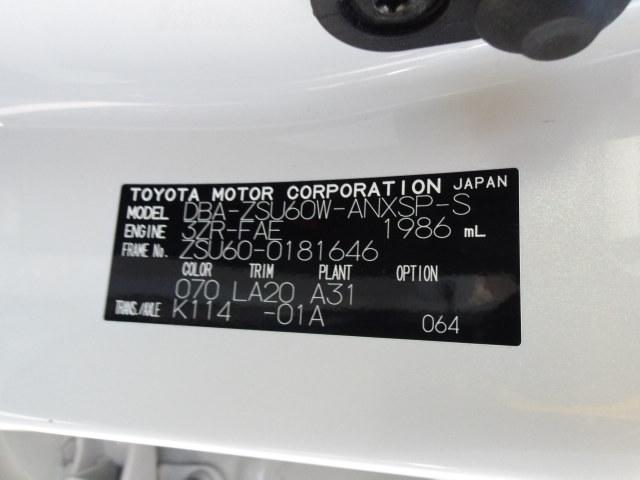 TOYOTA MOTOR CORPORATION JAPAN
MODEL DBA-ZSU60W-ANXSP-S
ENGINE 3ZR-FAE 1986 mL
FRAME No. ZSU60-0181646
COLOR TRIM PLANT OPTION
070 LA20 A31
TRANS./AXLE K114 -01A 064